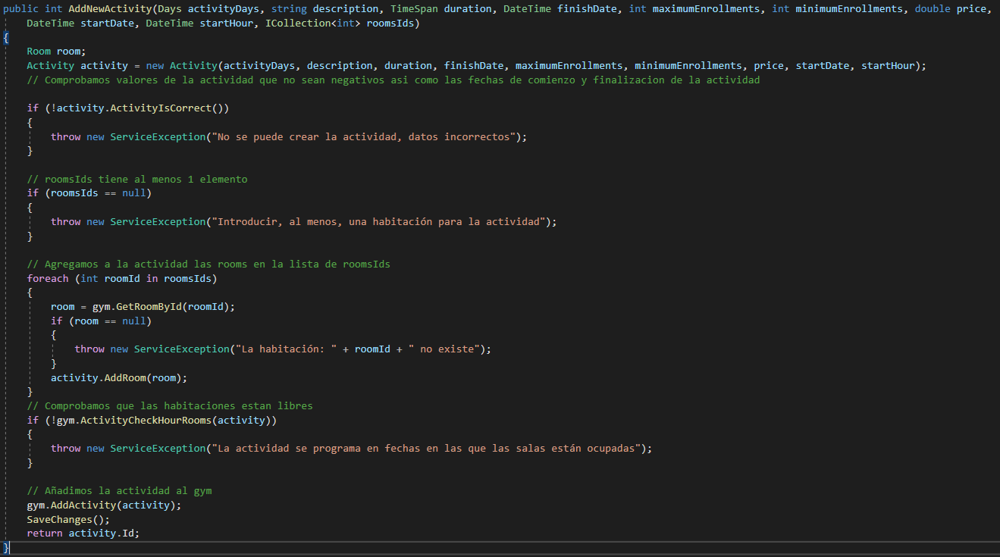 public int AddNewActivity(Days activityDays, string description, TimeSpan duration, DateTime finishDate, int maximumEnrollments, int minimumEnrollments, double price,
    DateTime startDate, DateTime startHour, ICollection<int> roomsIds)
{
    Room room;
    Activity activity = new Activity(activityDays, description, duration, finishDate, maximumEnrollments, minimumEnrollments, price, startDate, startHour);
    // Comprobamos valores de la actividad que no sean negativos asi como las fechas de comienzo y finalizacion de la actividad

    if (!activity.ActivityIsCorrect())
    {
        throw new ServiceException("No se puede crear la actividad, datos incorrectos");
    }

    // roomsIds tiene al menos 1 elemento
    if (roomsIds == null)
    {
        throw new ServiceException("Introducir, al menos, una habitación para la actividad");
    }

    // Agregamos a la actividad las rooms en la lista de roomsIds
    foreach (int roomId in roomsIds)
    {
        room = gym.GetRoomById(roomId);
        if (room == null)
        {
            throw new ServiceException("La habitación: " + roomId + " no existe");
        }
        activity.AddRoom(room);
    }
    // Comprobamos que las habitaciones estan libres
    if (!gym.ActivityCheckHourRooms(activity))
    {
        throw new ServiceException("La actividad se programa en fechas en las que las salas están ocupadas");
    }

    // Añadimos la actividad al gym
    gym.AddActivity(activity);
    SaveChanges();
    return activity.Id;
}